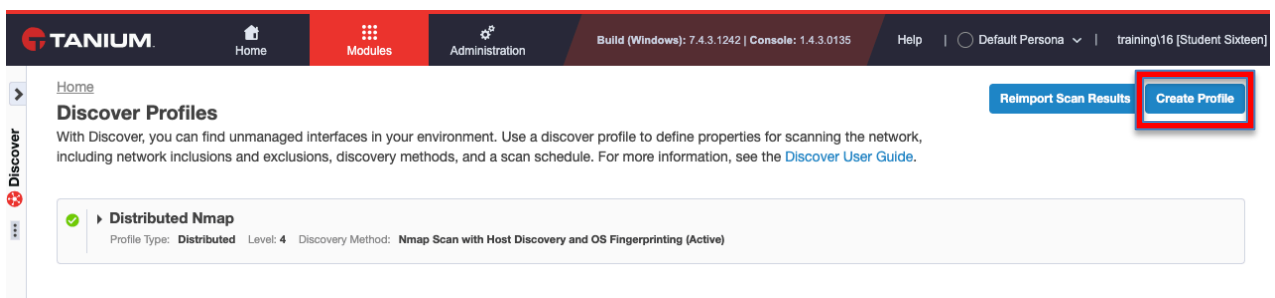 TANIUM.
Home
Modules
Administration
Build (Windows): 7.4.3.1242 | Console: 1.4.3.0135
Help | Default Persona | training\16 [Student Sixteen]
Discover
Home
Reimport Scan Results
Create Profile
Discover Profiles
With Discover, you can find unmanaged interfaces in your environment. Use a discover profile to define properties for scanning the network,
including network inclusions and exclusions, discovery methods, and a scan schedule. For more information, see the Discover User Guide.
Distributed Nmap
Profile Type: Distributed Level: 4 Discovery Method: Nmap Scan with Host Discovery and OS Fingerprinting (Active)